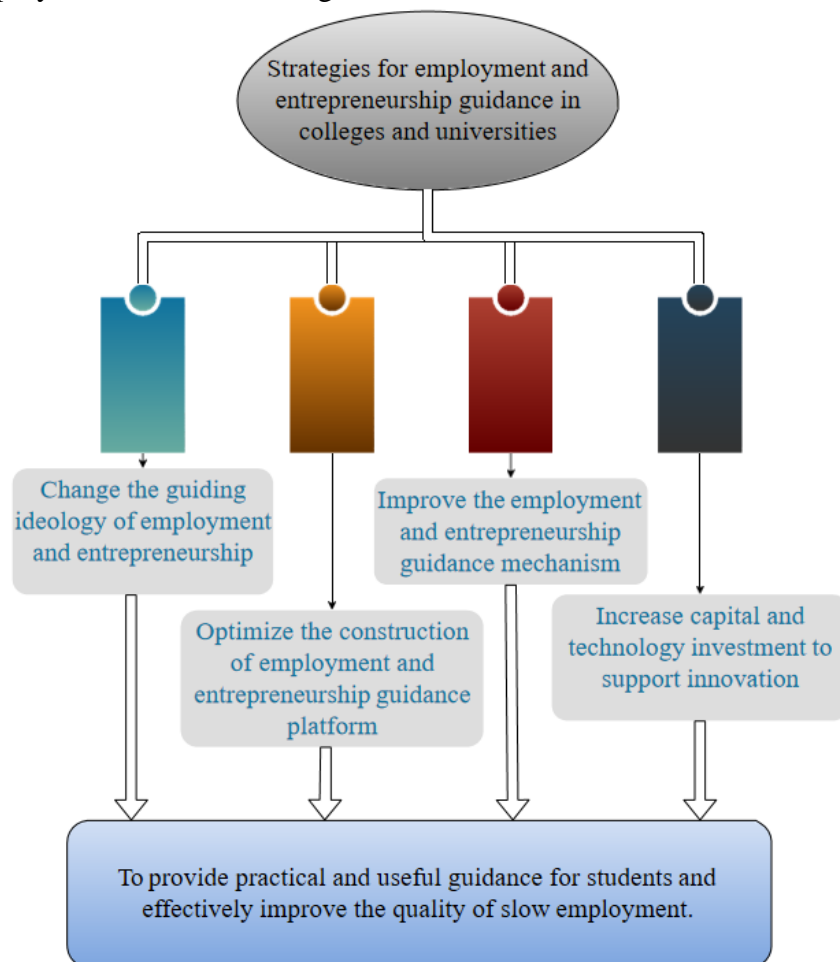 Strategies for employment and
entrepreneurship guidance in
colleges and universities
Change the guiding
ideology of employment
and entrepreneurship
Optimize the construction
of employment and
entrepreneurship guidance
platform
Improve the employment
and entrepreneurship
guidance mechanism
Increase capital and
technology investment to
support innovation
To provide practical and useful guidance for students and
effectively improve the quality of slow employment.